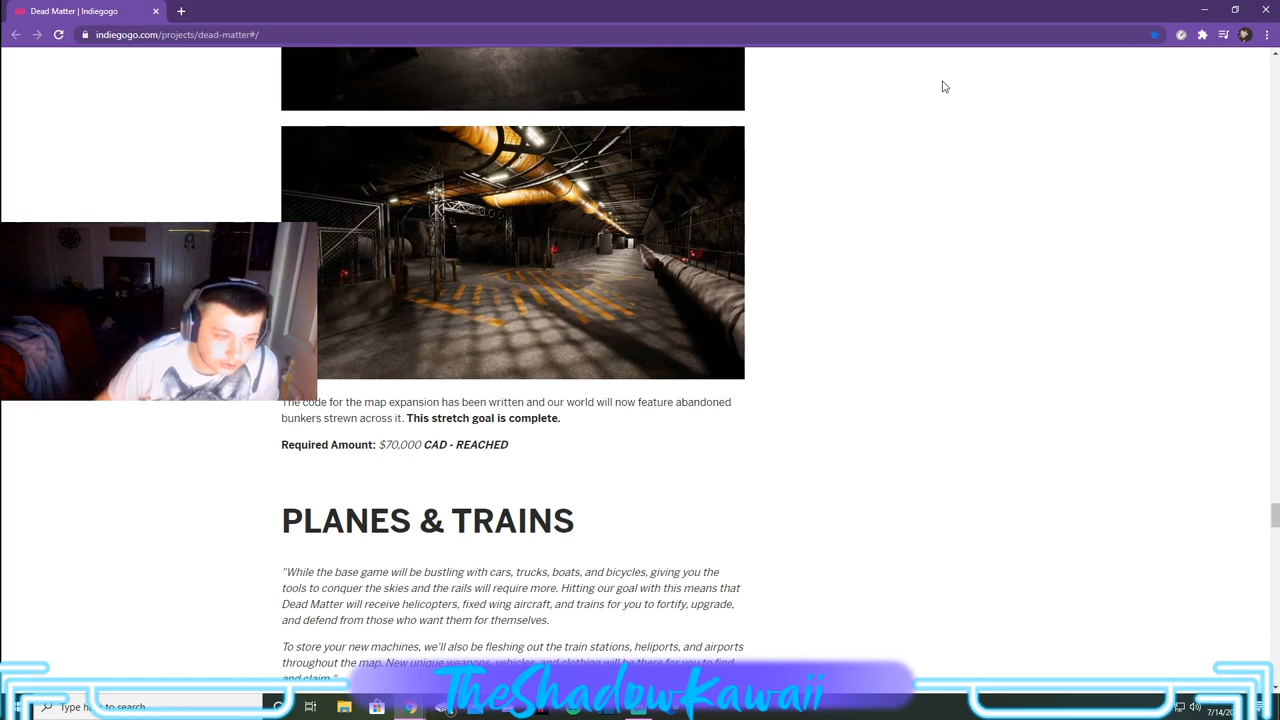 Dead Matter | Indiegogo
indiegogo.com/projects/dead-matter#/
The code for the map expansion has been written and our world will now feature abandoned
bunkers strewn across it. This stretch goal is complete.
Required Amount: $70,000 CAD - REACHED
PLANES & TRAINS
"While the base game will be bustling with cars, trucks, boats, and bicycles, giving you the
tools to conquer the skies and the rails will require more. Hitting our goal with this means that
Dead Matter will receive helicopters, fixed wing aircraft, and trains for you to fortify, upgrade,
and defend from those who want them for themselves.
To store your new machines, we'll also be fleshing out the train stations, heliports, and airports
throughout the map. New unique weapons, vehicles, and clothing will be there for you to find
and claim."
TheShadowKawaii
Type here to search
7/14/20